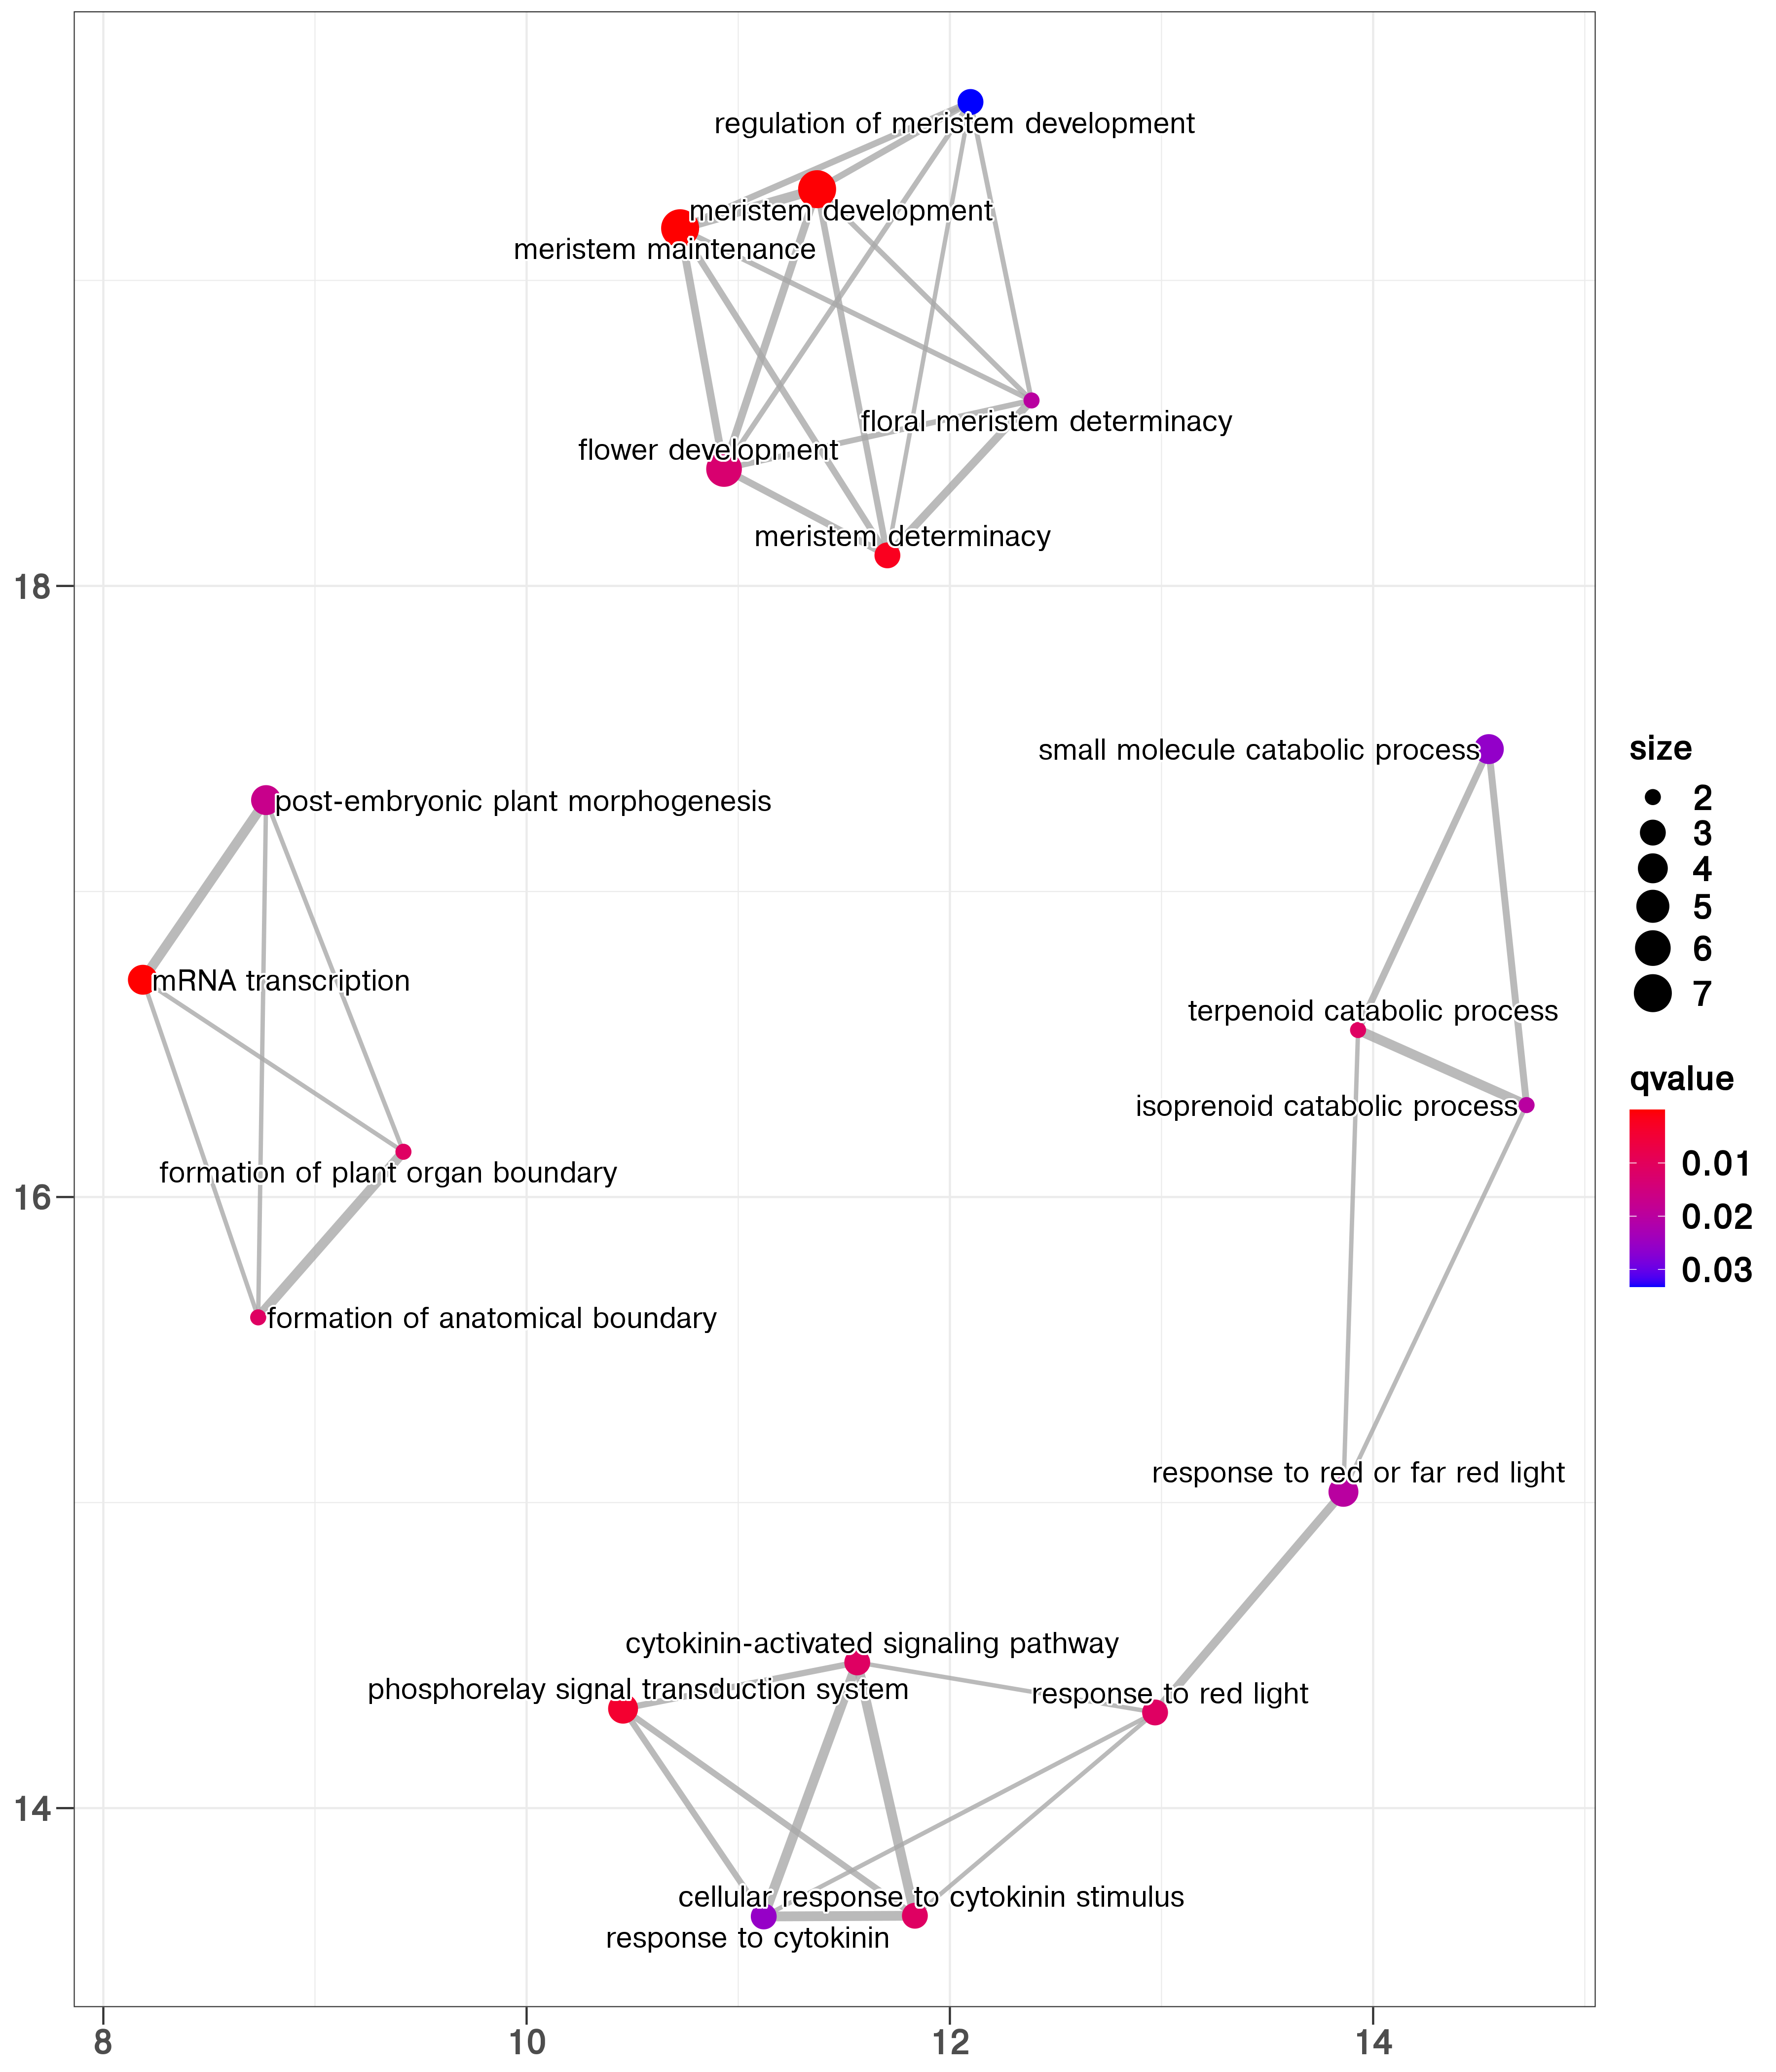 regulation of meristem development
meristem development
meristem maintenance
floral meristem determinacy
flower development
meristem determinacy
18
small molecule catabolic process
post-embryonic plant morphogenesis
mRNA transcription
terpenoid catabolic process
isoprenoid catabolic process
formation of plant organ boundary
16
formation of anatomical boundary
response to red or far red light
cytokinin-activated signaling pathway
phosphorelay signal transduction system
response to red light
14
cellular response to cytokinin stimulus
response to cytokinin
8
10
12
14
size
2
3
4
5
6
7
qvalue
0.01
0.02
0.03